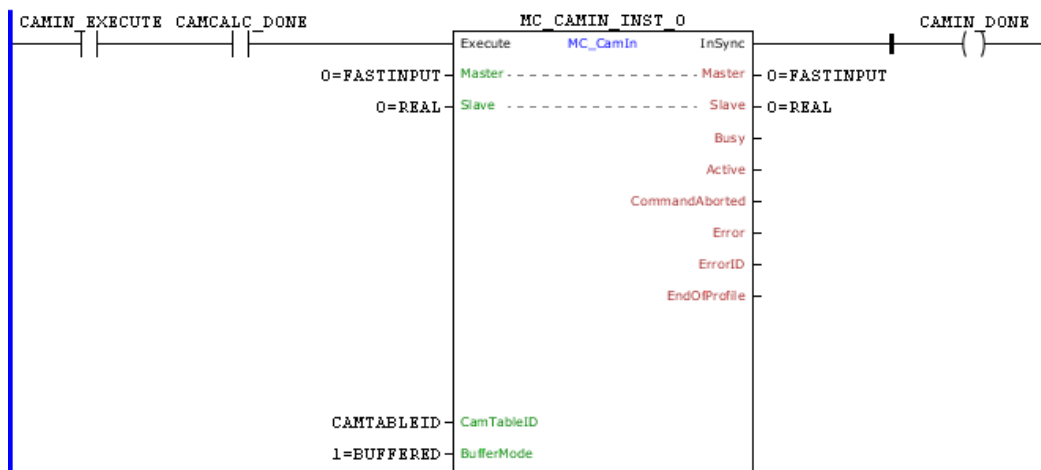 CAMIN_EXECUTE CAMCALC_DONE MC_CAMIN_INST_0 CAMIN_DONE
Execute MC_CamIn InSync
0=FASTINPUT Master Master 0=FASTINPUT
0=REAL Slave Slave 0=REAL
Busy
Active
CommandAborted
Error
ErrorID
EndOfProfile
CAMTABLEID CamTableID
1=BUFFERED BufferMode